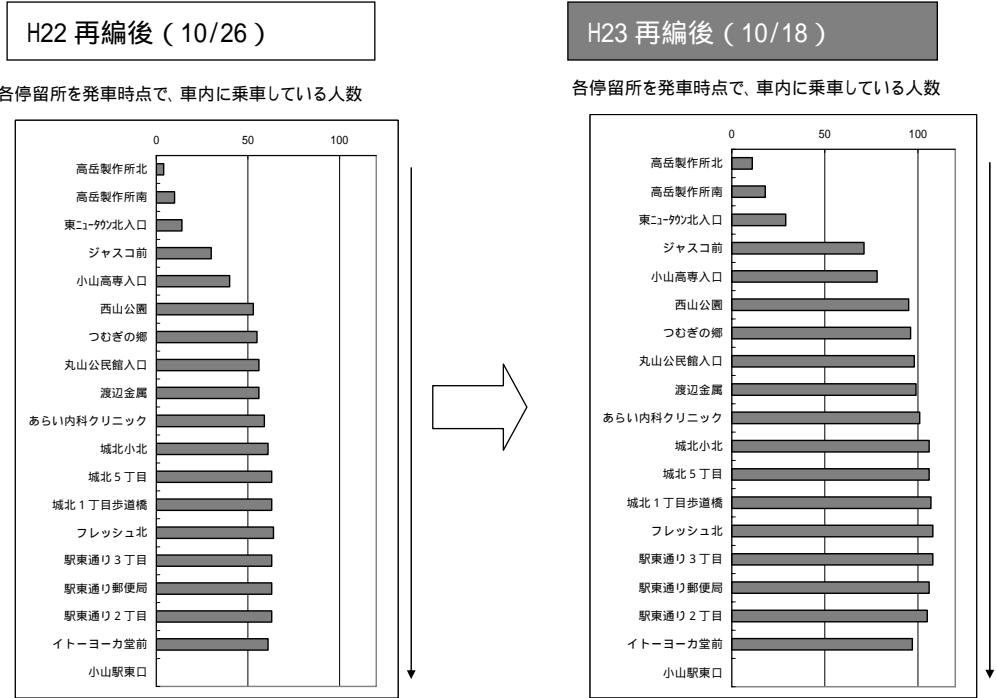 H22 再編後（10/26）
各停留所を発車時点で、車内に乗車している人数
0 50 100
高岳製作所北
高岳製作所南
東ﾆｭｰﾀｳﾝ北入口
ジャスコ前
小山高専入口
西山公園
つむぎの郷
丸山公民館入口
渡辺金属
あらい内科クリニック
城北小北
城北５丁目
城北１丁目歩道橋
フレッシュ北
駅東通り３丁目
駅東通り郵便局
駅東通り２丁目
イトーヨーカ堂前
小山駅東口
H23 再編後（10/18）
各停留所を発車時点で、車内に乗車している人数
0 50 100
高岳製作所北
高岳製作所南
東ﾆｭｰﾀｳﾝ北入口
ジャスコ前
小山高専入口
西山公園
つむぎの郷
丸山公民館入口
渡辺金属
あらい内科クリニック
城北小北
城北５丁目
城北１丁目歩道橋
フレッシュ北
駅東通り３丁目
駅東通り郵便局
駅東通り２丁目
イトーヨーカ堂前
小山駅東口